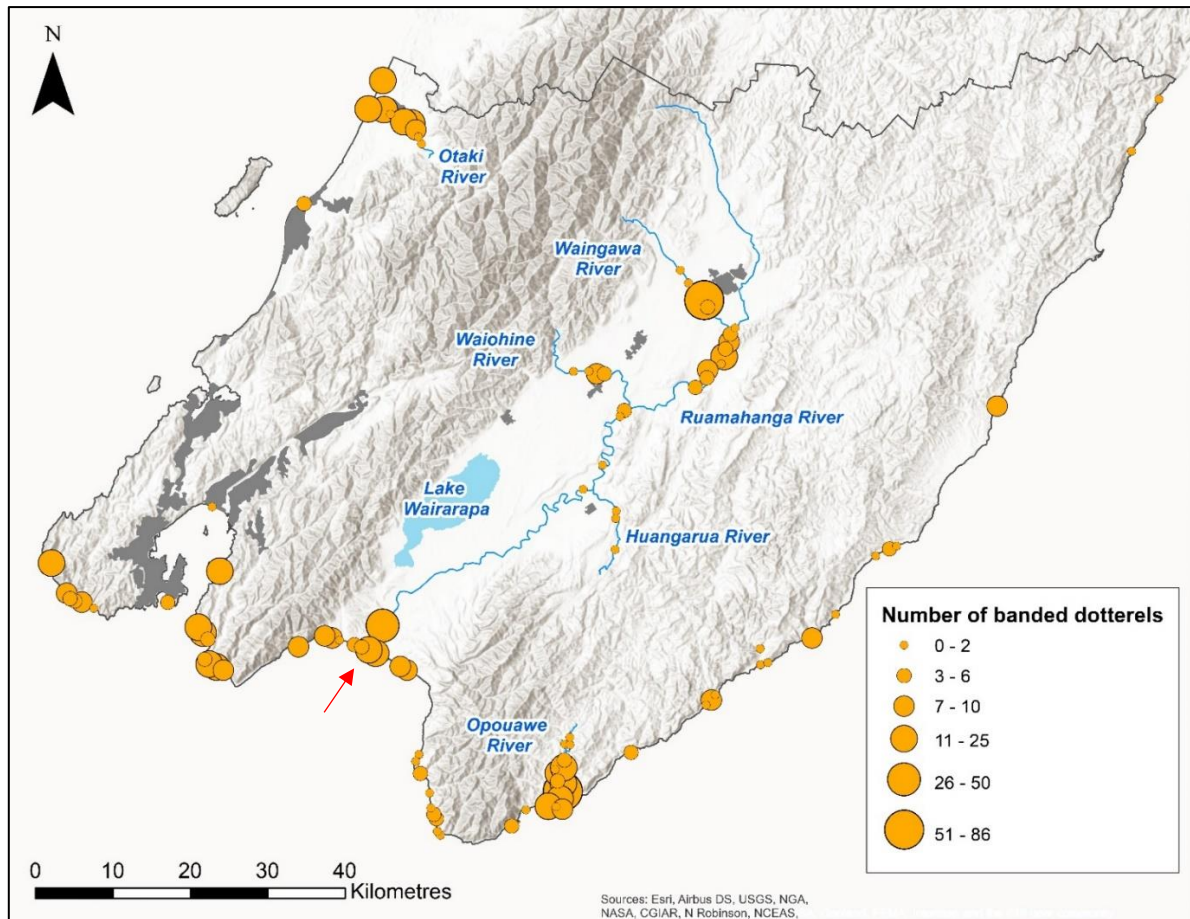 N
Otaki
River
Waingawa
River
Waiohine
River
Ruamahanga River
Lake
Wairarapa
Huangarua River
Opouawe
River
Number of banded dotterels
0 - 2
3 - 6
7 - 10
11 - 25
26 - 50
51 - 86
0 10 20 30 40
Kilometres
Sources: Esri, Airbus DS, USGS, NGA,
NASA, CGIAR, N Robinson, NCEAS,